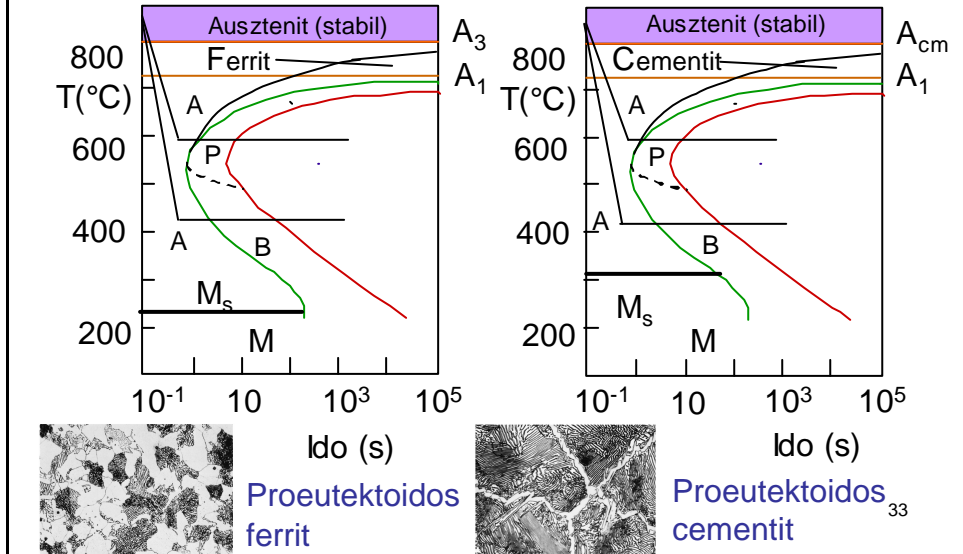 Ausztenit (stabil)
A3
Ferrit
A1
800
T(°C)
A
600
P
400
A
B
Ms
200
M
10-1 10 10³ 10⁵
Ido (s)
Proeutektoidos
ferrit
Ausztenit (stabil)
Acm
Cementit
A1
800
T(°C)
A
600
P
400
A
B
Ms
200
M
10-1 10 10³ 10⁵
Ido (s)
Proeutektoidos
cementit
33